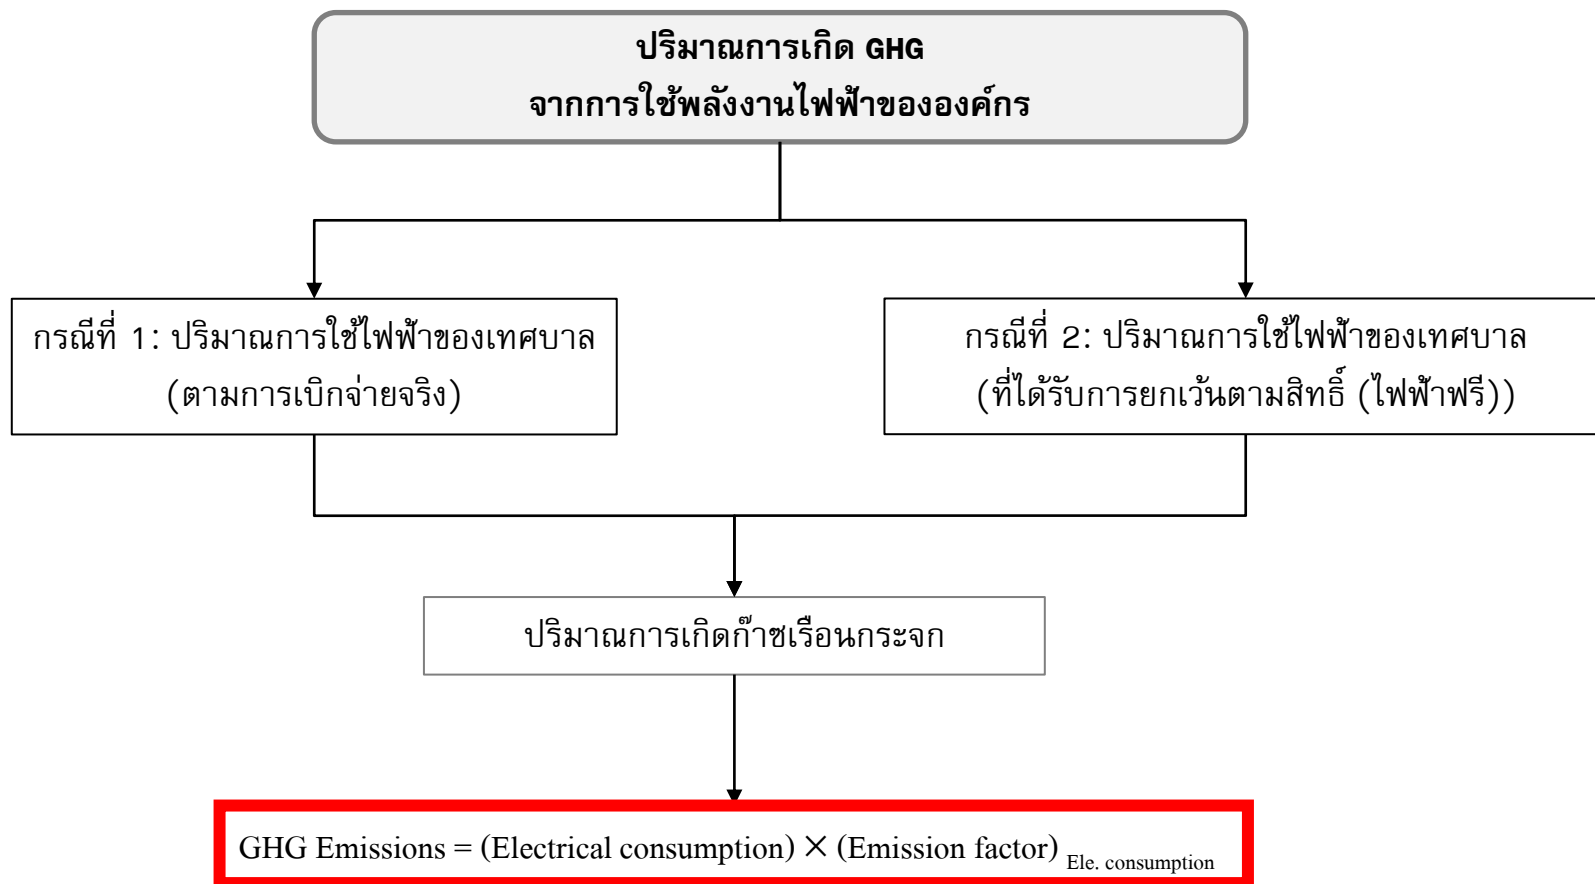 ปริมาณการเกิด GHG
จากการใช้พลังงานไฟฟ้าขององค์กร
กรณีที่ 1: ปริมาณการใช้ไฟฟ้าของเทศบาล
(ตามการเบิกจ่ายจริง)
กรณีที่ 2: ปริมาณการใช้ไฟฟ้าของเทศบาล
(ที่ได้รับการยกเว้นตามสิทธิ์ (ไฟฟ้าฟรี))
ปริมาณการเกิดก๊าซเรือนกระจก
GHG Emissions = (Electrical consumption) × (Emission factor) Ele. consumption